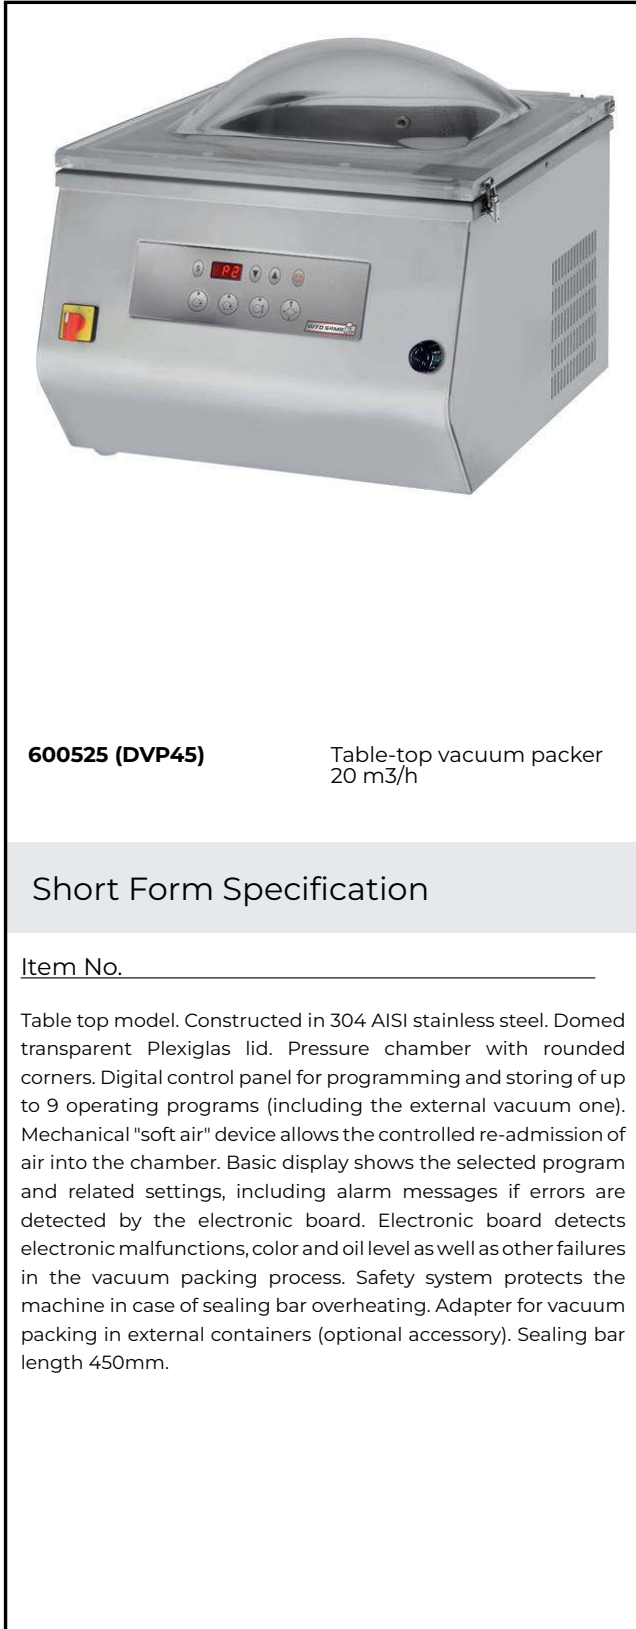 P2
DITO SAMA
600525 (DVP45)
Table-top vacuum packer
20 m3/h
Short Form Specification
Item No.
Table top model. Constructed in 304 AISI stainless steel. Domed
transparent Plexiglas lid. Pressure chamber with rounded
corners. Digital control panel for programming and storing of up
to 9 operating programs (including the external vacuum one).
Mechanical "soft air" device allows the controlled re-admission of
air into the chamber. Basic display shows the selected program
and related settings, including alarm messages if errors are
detected by the electronic board. Electronic board detects
electronic malfunctions, color and oil level as well as other failures
in the vacuum packing process. Safety system protects the
machine in case of sealing bar overheating. Adapter for vacuum
packing in external containers (optional accessory). Sealing bar
length 450mm.